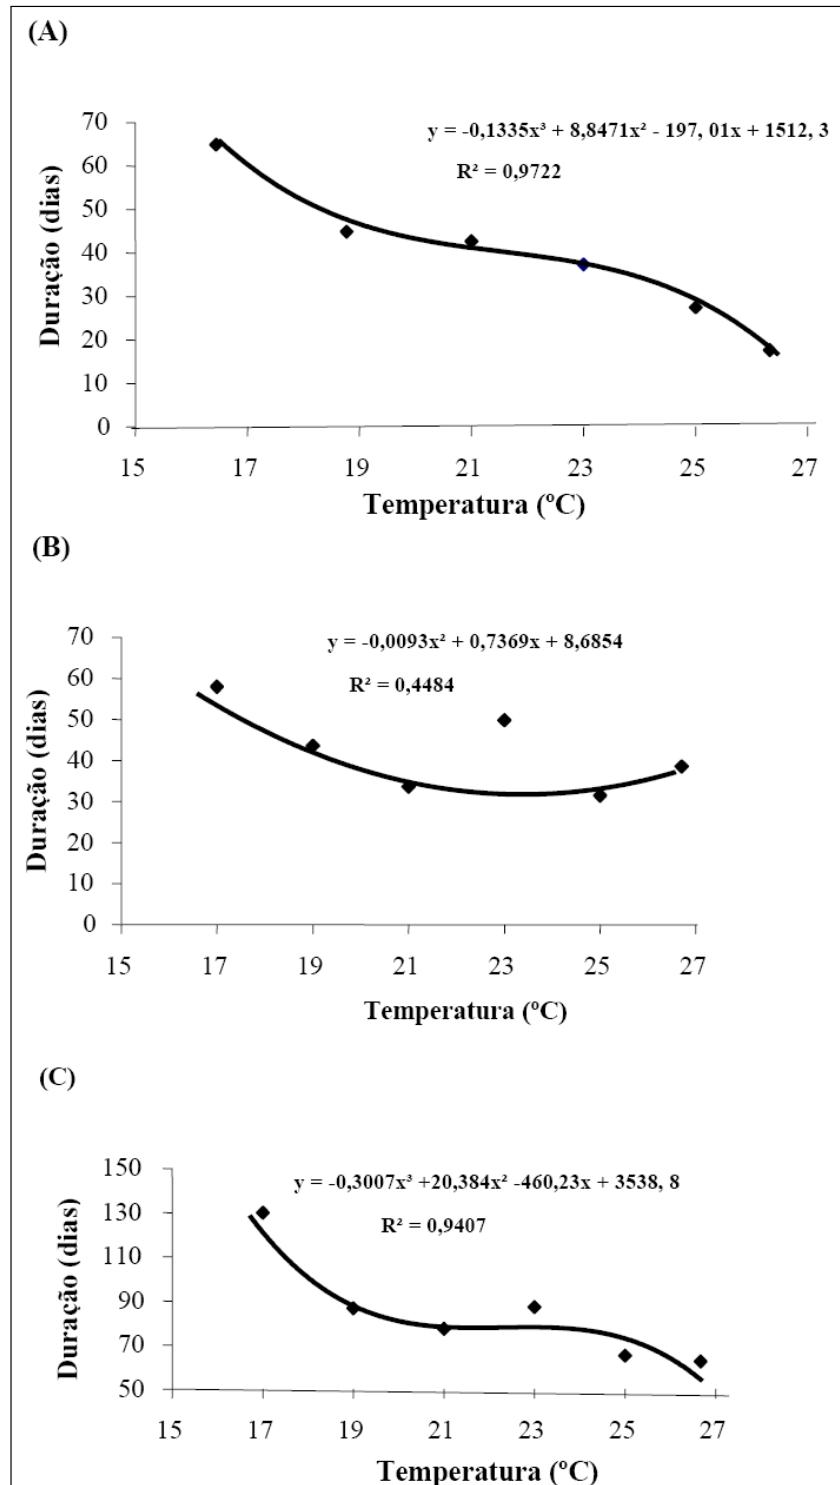 (A)
y = -0,1335x³ + 8,8471x² - 197, 01x + 1512, 3
R² = 0,9722
Duração (dias)
70
60
50
40
30
20
10
0
15 17 19 21 23 25 27
Temperatura (ºC)
(B)
y = -0,0093x² + 0,7369x + 8,6854
R² = 0,4484
Duração (dias)
70
60
50
40
30
20
10
0
15 17 19 21 23 25 27
Temperatura (ºC)
(C)
y = -0,3007x³ +20,384x² -460,23x + 3538, 8
R² = 0,9407
Duração (dias)
150
130
110
90
70
50
15 17 19 21 23 25 27
Temperatura (ºC)